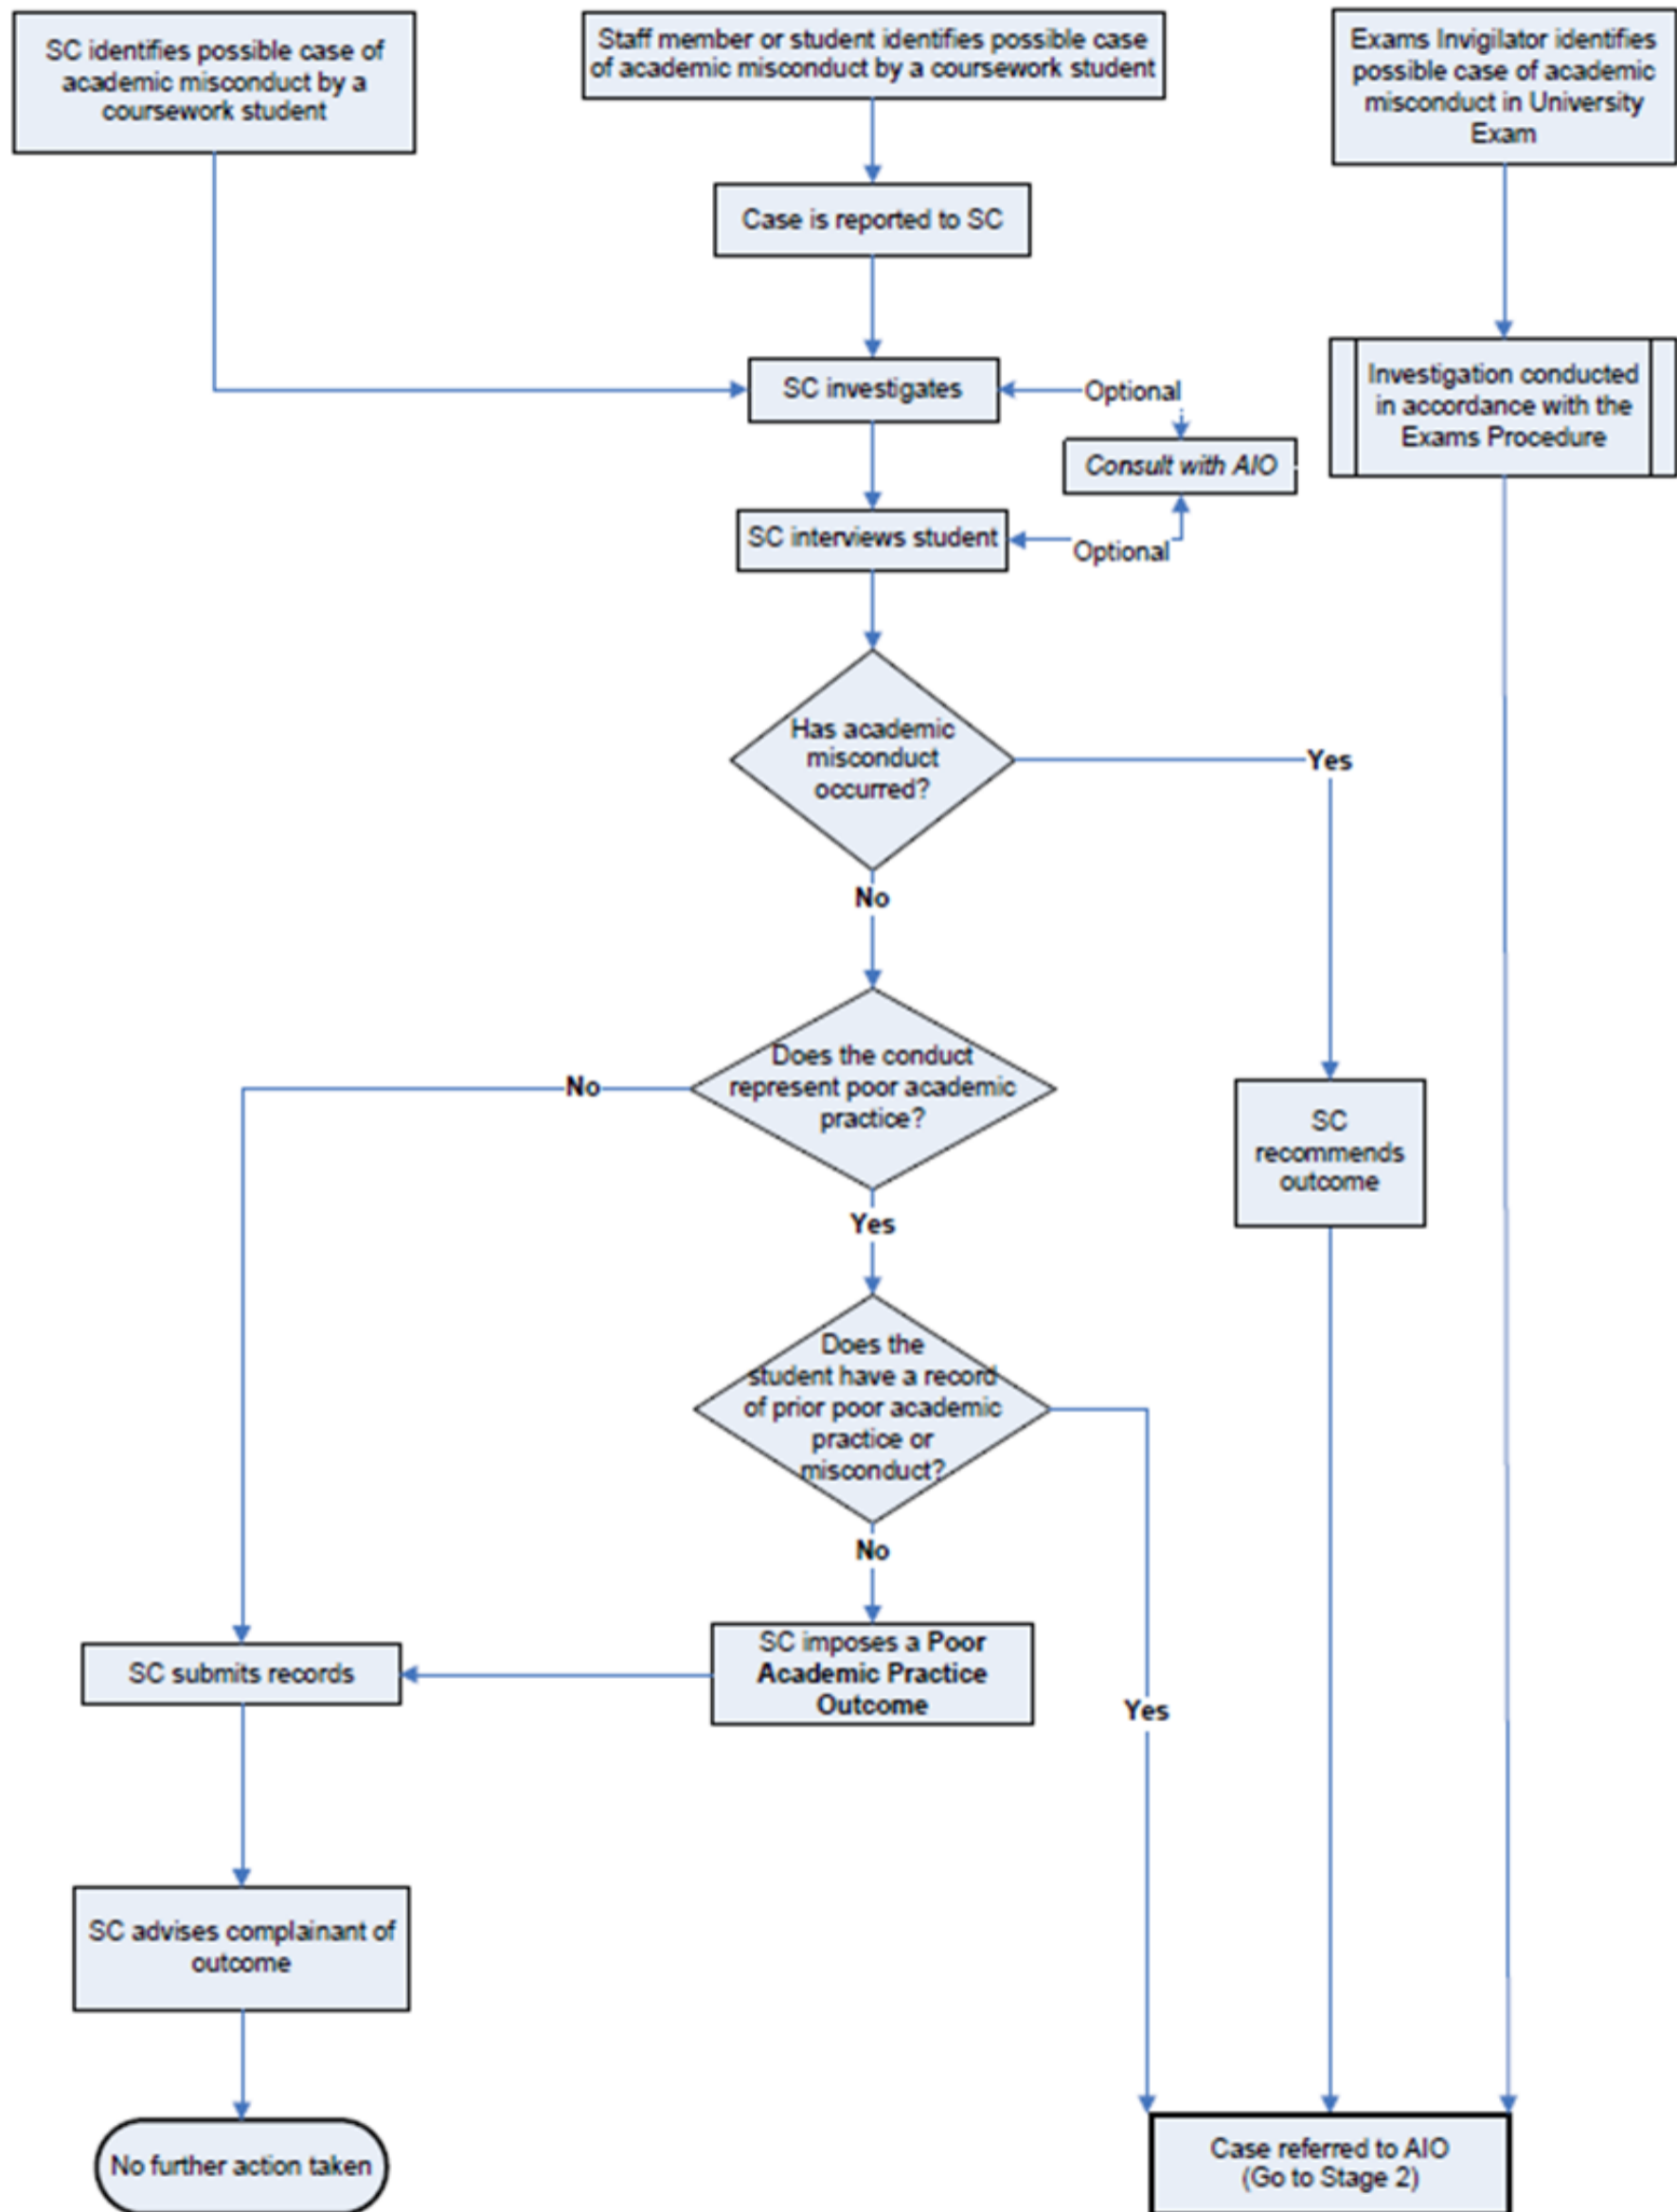 SC identifies possible case of
academic misconduct by a
coursework student
Staff member or student identifies possible case
of academic misconduct by a coursework student
Exams Invigilator identifies
possible case of academic
misconduct in University
Exam
Case is reported to SC
SC investigates
Optional
Investigation conducted
in accordance with the
Exams Procedure
Consult with AIO
SC interviews student
Optional
Has academic
misconduct
occurred?
Yes
No
Does the conduct
represent poor academic
practice?
No
SC
recommends
outcome
Yes
Does the
student have a record
of prior poor academic
practice or
misconduct?
No
SC imposes a Poor
Academic Practice
Outcome
SC submits records
Yes
SC advises complainant of
outcome
No further action taken
Case referred to AIO
(Go to Stage 2)